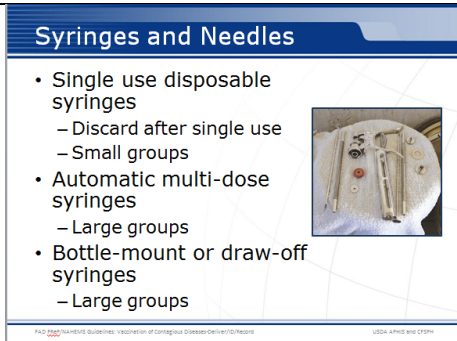 Syringes and Needles
• Single use disposable
syringes
– Discard after single use
– Small groups
• Automatic multi-dose
syringes
– Large groups
• Bottle-mount or draw-off
syringes
– Large groups
FAD PReP/NAHEMS Guidelines: Vaccination of Contagious Diseases-Deliver/ID/Record
USDA APHIS and CFSPH